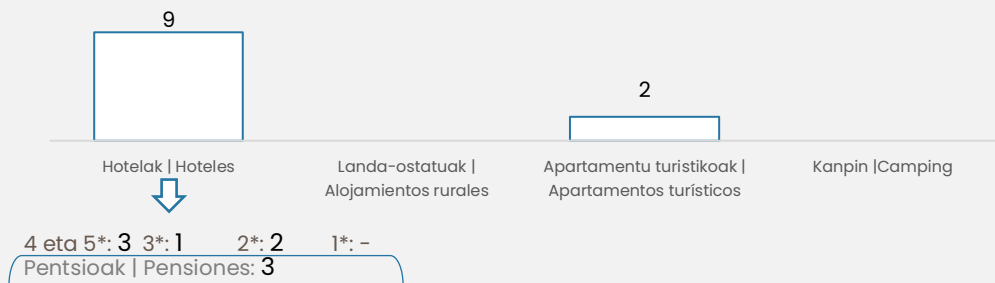 9
2
Hotelak | Hoteles
Landa-ostatuak |
Alojamientos rurales
Apartamentu turistikoak |
Apartamentos turísticos
Kanpin |Camping
4 eta 5*: 3 3*: 1 2*: 2 1*: -
Pentsioak | Pensiones: 3